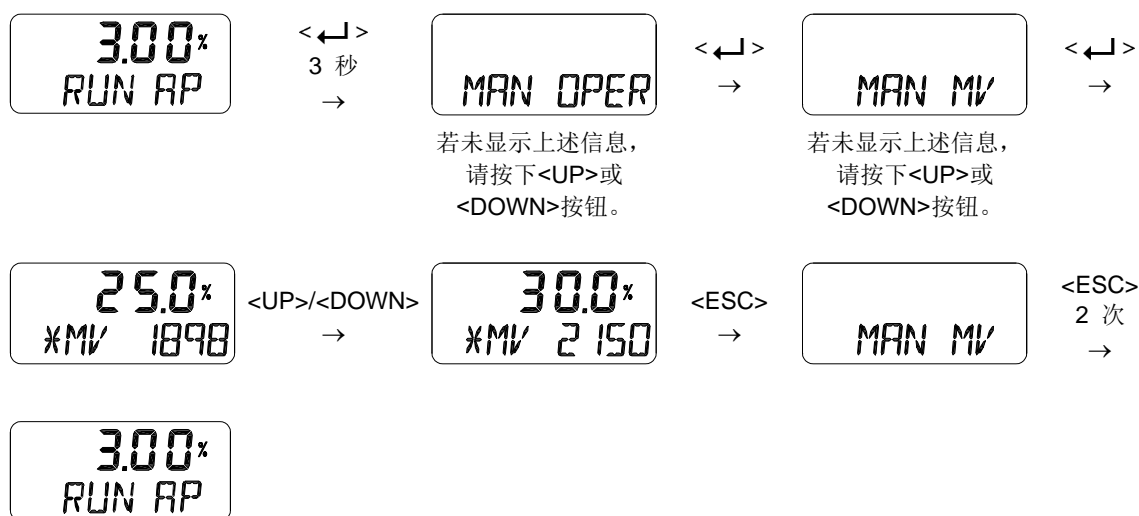 3.00%
RUN AP
< ↵ >
3 秒
→
MAN OPER
若未显示上述信息，
请按下<UP>或
<DOWN>按钮。
< ↵ >
→
MAN MV
若未显示上述信息，
请按下<UP>或
<DOWN>按钮。
< ↵ >
→
25.0%
*MV 1898
<UP>/<DOWN>
→
30.0%
*MV 2150
<ESC>
→
MAN MV
<ESC>
2 次
→
3.00%
RUN AP